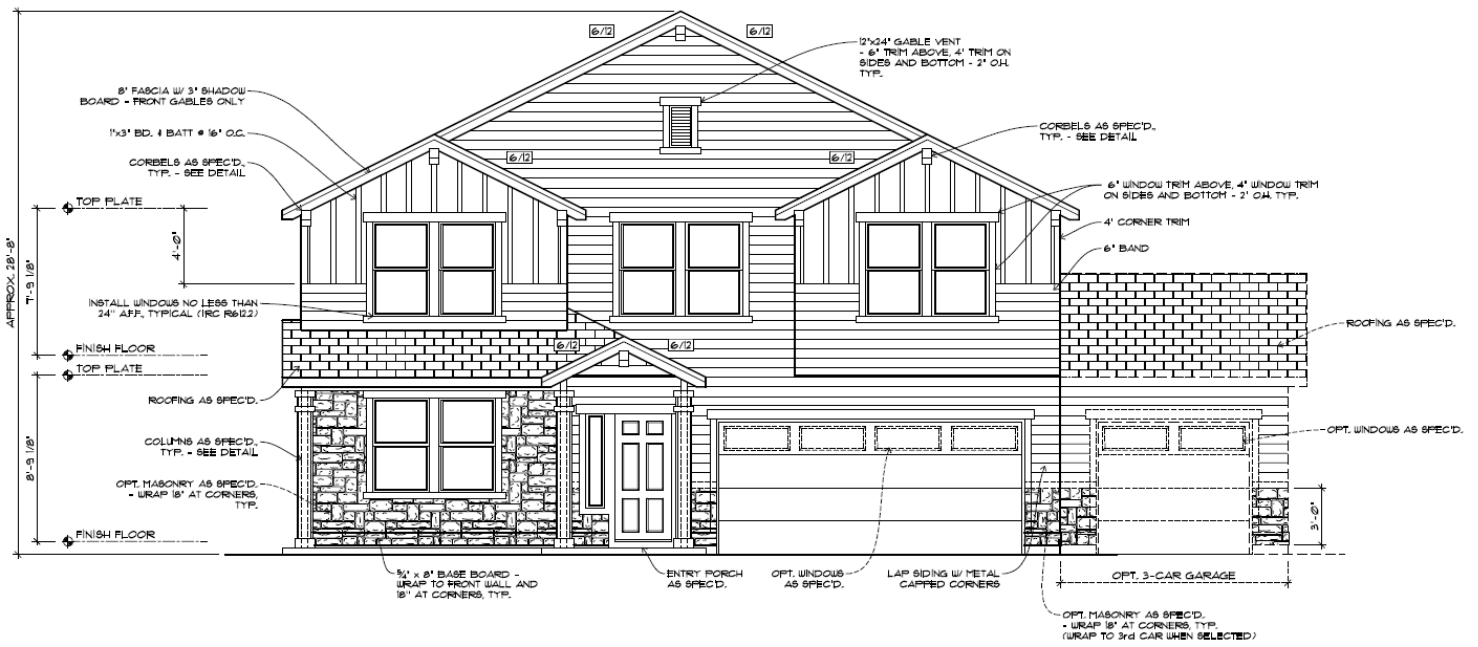 6/12
6/12
12"x24" GABLE VENT
- 6" TRIM ABOVE, 4" TRIM ON
SIDES AND BOTTOM - 2" O.H.
TYP.
8" FASCIA W/ 3" SHADOW
BOARD - FRONT GABLES ONLY
1"x3" BD. & BATT @ 16" O.C.
CORBELS AS SPEC'D.,
TYP. - SEE DETAIL
6/12
6/12
CORBELS AS SPEC'D.,
TYP. - SEE DETAIL
6" WINDOW TRIM ABOVE, 4" WINDOW TRIM
ON SIDES AND BOTTOM - 2" O.H. TYP.
4" CORNER TRIM
6" BAND
TOP PLATE
4'-0"
APPROX. 28'-8"
7'-9 1/8"
INSTALL WINDOWS NO LESS THAN
24" A.F.F., TYPICAL (IRC R612.2)
FINISH FLOOR
TOP PLATE
6/12
6/12
ROOFING AS SPEC'D.
ROOFING AS SPEC'D.
COLUMNS AS SPEC'D.,
TYP. - SEE DETAIL
8'-9 1/8"
OPT. MASONRY AS SPEC'D.
- WRAP 18" AT CORNERS,
TYP.
FINISH FLOOR
OPT. WINDOWS AS SPEC'D.
3'-0"
5/4" x 8" BASE BOARD -
WRAP TO FRONT WALL AND
18" AT CORNERS, TYP.
ENTRY PORCH
AS SPEC'D.
OPT. WINDOWS
AS SPEC'D.
LAP SIDING W/ METAL
CAPPED CORNERS
OPT. 3-CAR GARAGE
OPT. MASONRY AS SPEC'D.
- WRAP 18" AT CORNERS, TYP.
(WRAP TO 3rd CAR WHEN SELECTED)